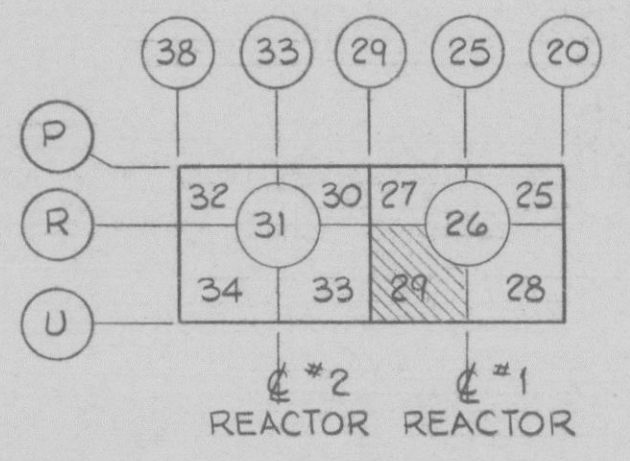 38 33 29 25 20
P
32 30 27 25
R 31 26
34 33 29 28
U
℄ #2 ℄ #1
REACTOR REACTOR